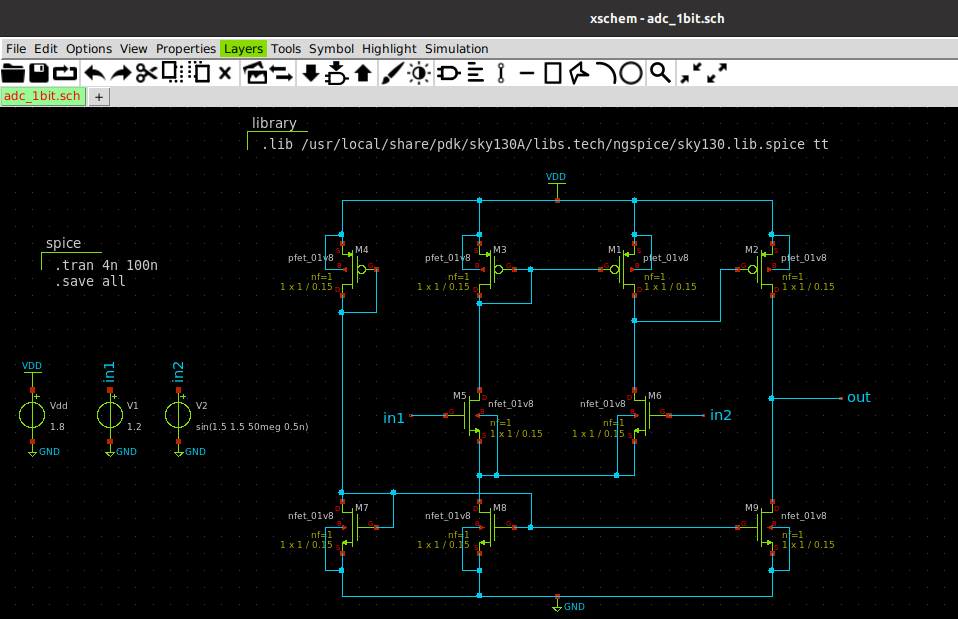 xschem - adc_1bit.sch
File Edit Options View Properties Layers Tools Symbol Highlight Simulation
adc_1bit.sch +
library
.lib /usr/local/share/pdk/sky130A/libs.tech/ngspice/sky130.lib.spice tt
VDD
spice
.tran 4n 100n
.save all
S M4
pfet_01v8
B G
nf=1
1 x 1 / 0.15
D
S M3
pfet_01v8
B G
nf=1
1 x 1 / 0.15
D
M1 S
pfet_01v8
G B
nf=1
1 x 1 / 0.15
D
M2 S
pfet_01v8
G B
nf=1
1 x 1 / 0.15
D
VDD
Vdd
1.8
GND
in1
V1
1.2
GND
in2
V2
sin(1.5 1.5 50meg 0.5n)
GND
M5 D
nfet_01v8
in1
G B
nf=1
1 x 1 / 0.15
S
D M6
nfet_01v8
B G
in2
nf=1
1 x 1 / 0.15
S
out
D M7
nfet_01v8
B G
nf=1
1 x 1 / 0.15
S
D M8
nfet_01v8
B G
nf=1
1 x 1 / 0.15
S
M9 D
nfet_01v8
G B
nf=1
1 x 1 / 0.15
S
GND